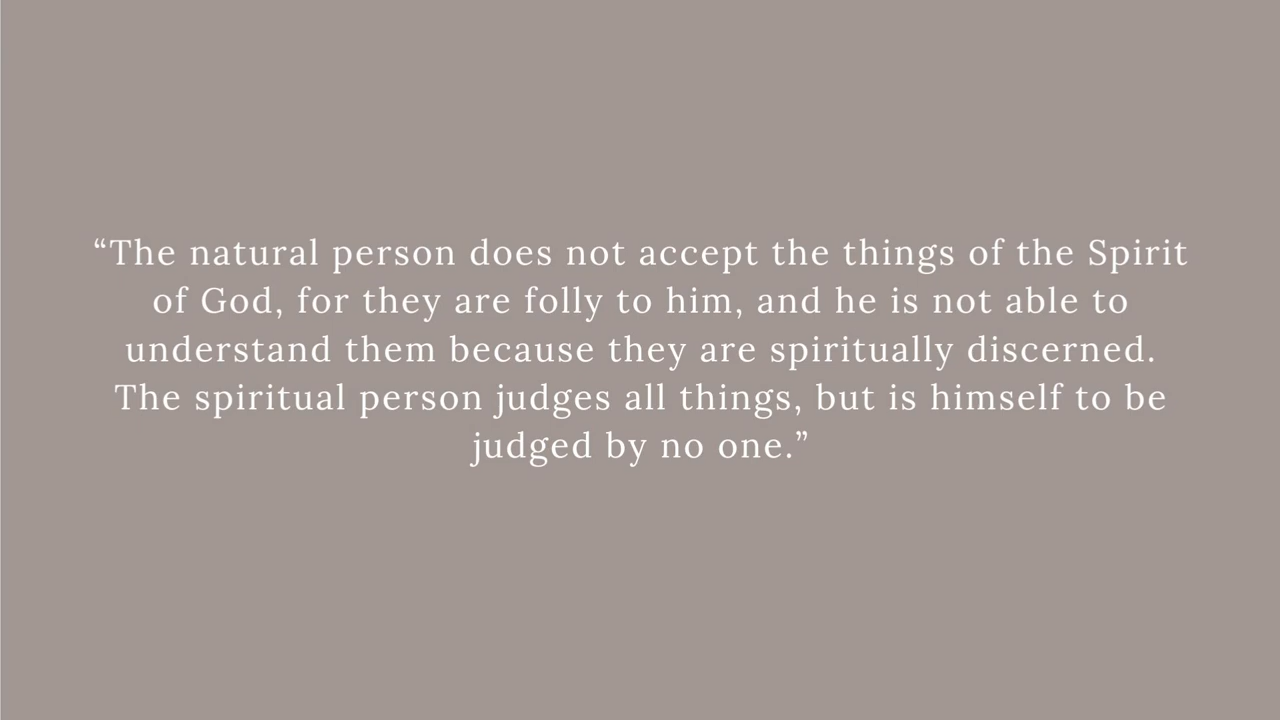 “The natural person does not accept the things of the Spirit
of God, for they are folly to him, and he is not able to
understand them because they are spiritually discerned.
The spiritual person judges all things, but is himself to be
judged by no one.”